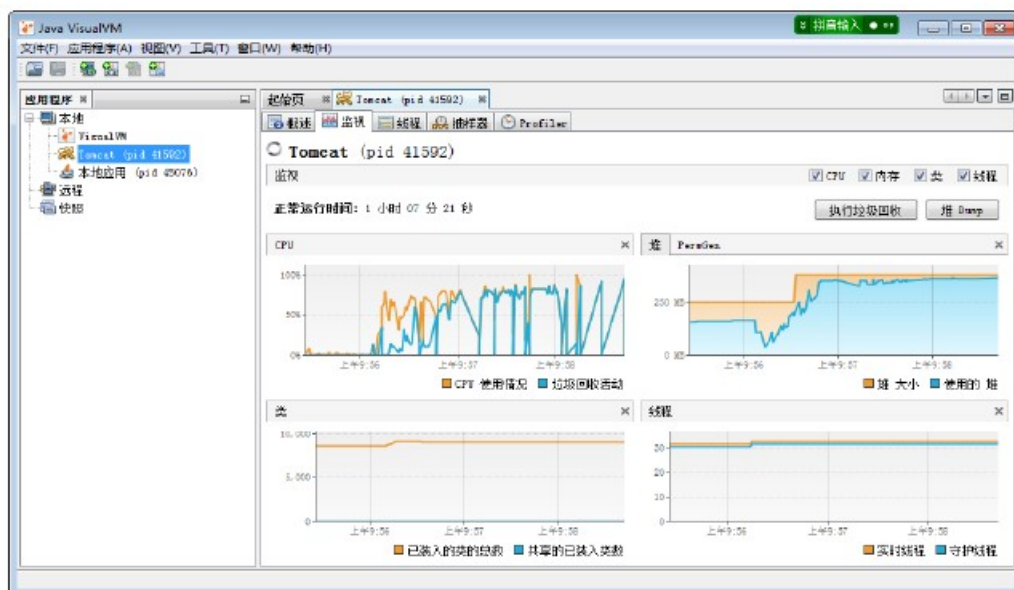 Java VisualVM
拼音输入
文件(F) 应用程序(A) 视图(V) 工具(T) 窗口(W) 帮助(H)
应用程序
本地
VisualVM
Tomcat (pid 41592)
本地应用 (pid 45076)
远程
快照
起始页 Tomcat (pid 41592)
概述 监视 线程 抽样器 Profiler
Tomcat (pid 41592)
监视 CPU 内存 类 线程
正常运行时间: 1 小时 07 分 21 秒 执行垃圾回收 堆 Dump
CPU
100%
50%
0%
上午9:56 上午9:57 上午9:58
CPU 使用情况 垃圾回收活动
堆 PermGen
250 MB
0 MB
上午9:56 上午9:57 上午9:58
堆 大小 使用的 堆
类
10,000
5,000
0
上午9:56 上午9:57 上午9:58
已装入的类的总数 共享的已装入类数
线程
30
20
10
0
上午9:56 上午9:57 上午9:58
实时线程 守护线程